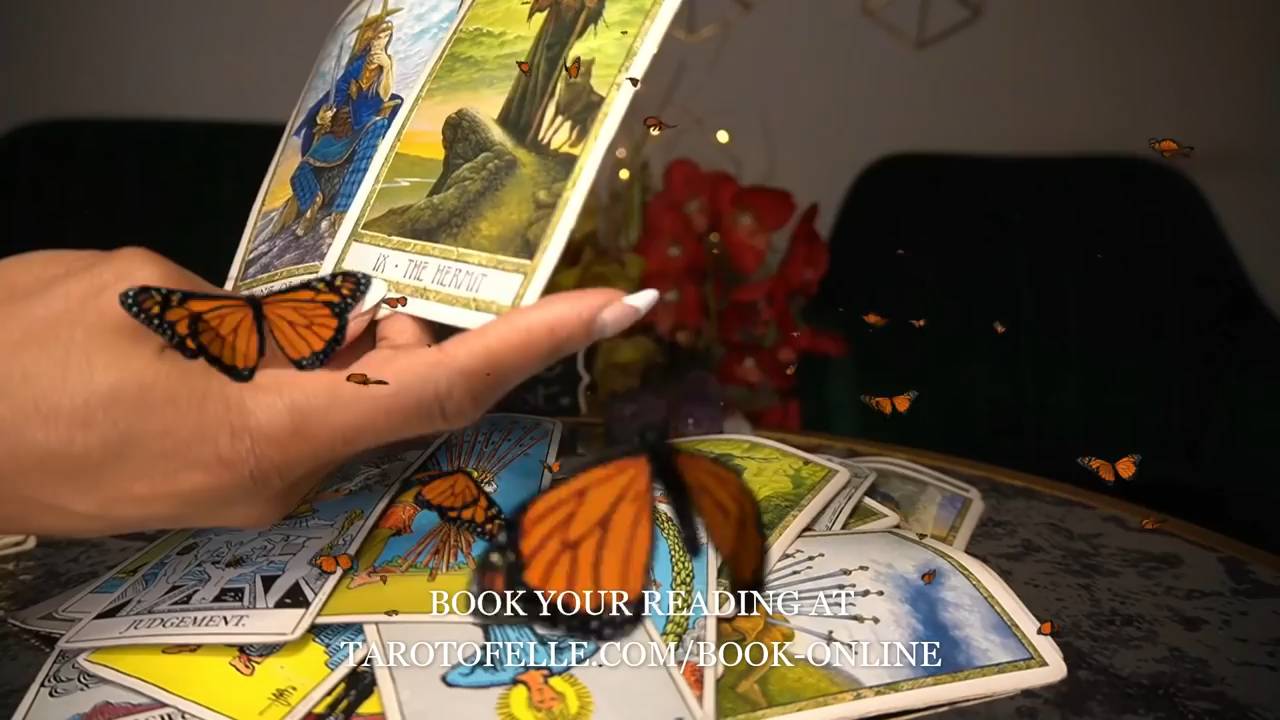 IX · THE HERMIT
JUDGEMENT.
BOOK YOUR READING AT
TAROTOFELLE.COM/BOOK-ONLINE